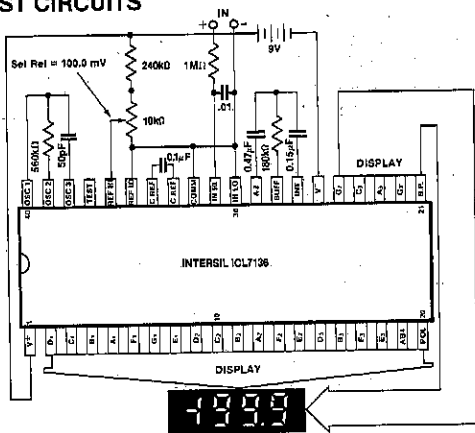 ST CIRCUITS
IN
+ -
9V
Set Ref = 100.0 mV
240kΩ
1MΩ
.01
10kΩ
560kΩ
50pF
0.1μF
0.47μF
180kΩ
0.15μF
DISPLAY
OSC 1
OSC 2
OSC 3
TEST
REF HI
REF LO
C REF
C REF
COMM
IN HI
IN LO
A-Z
BUFF
INT
V-
G2
C3
A3
G3
B.P.
40
30
21
INTERSIL ICL7136
1
10
20
V+
D1
C1
B1
A1
F1
G1
E1
D2
C2
B2
A2
F2
E2
D3
B3
F3
E3
AB4
POL
DISPLAY
-199.9